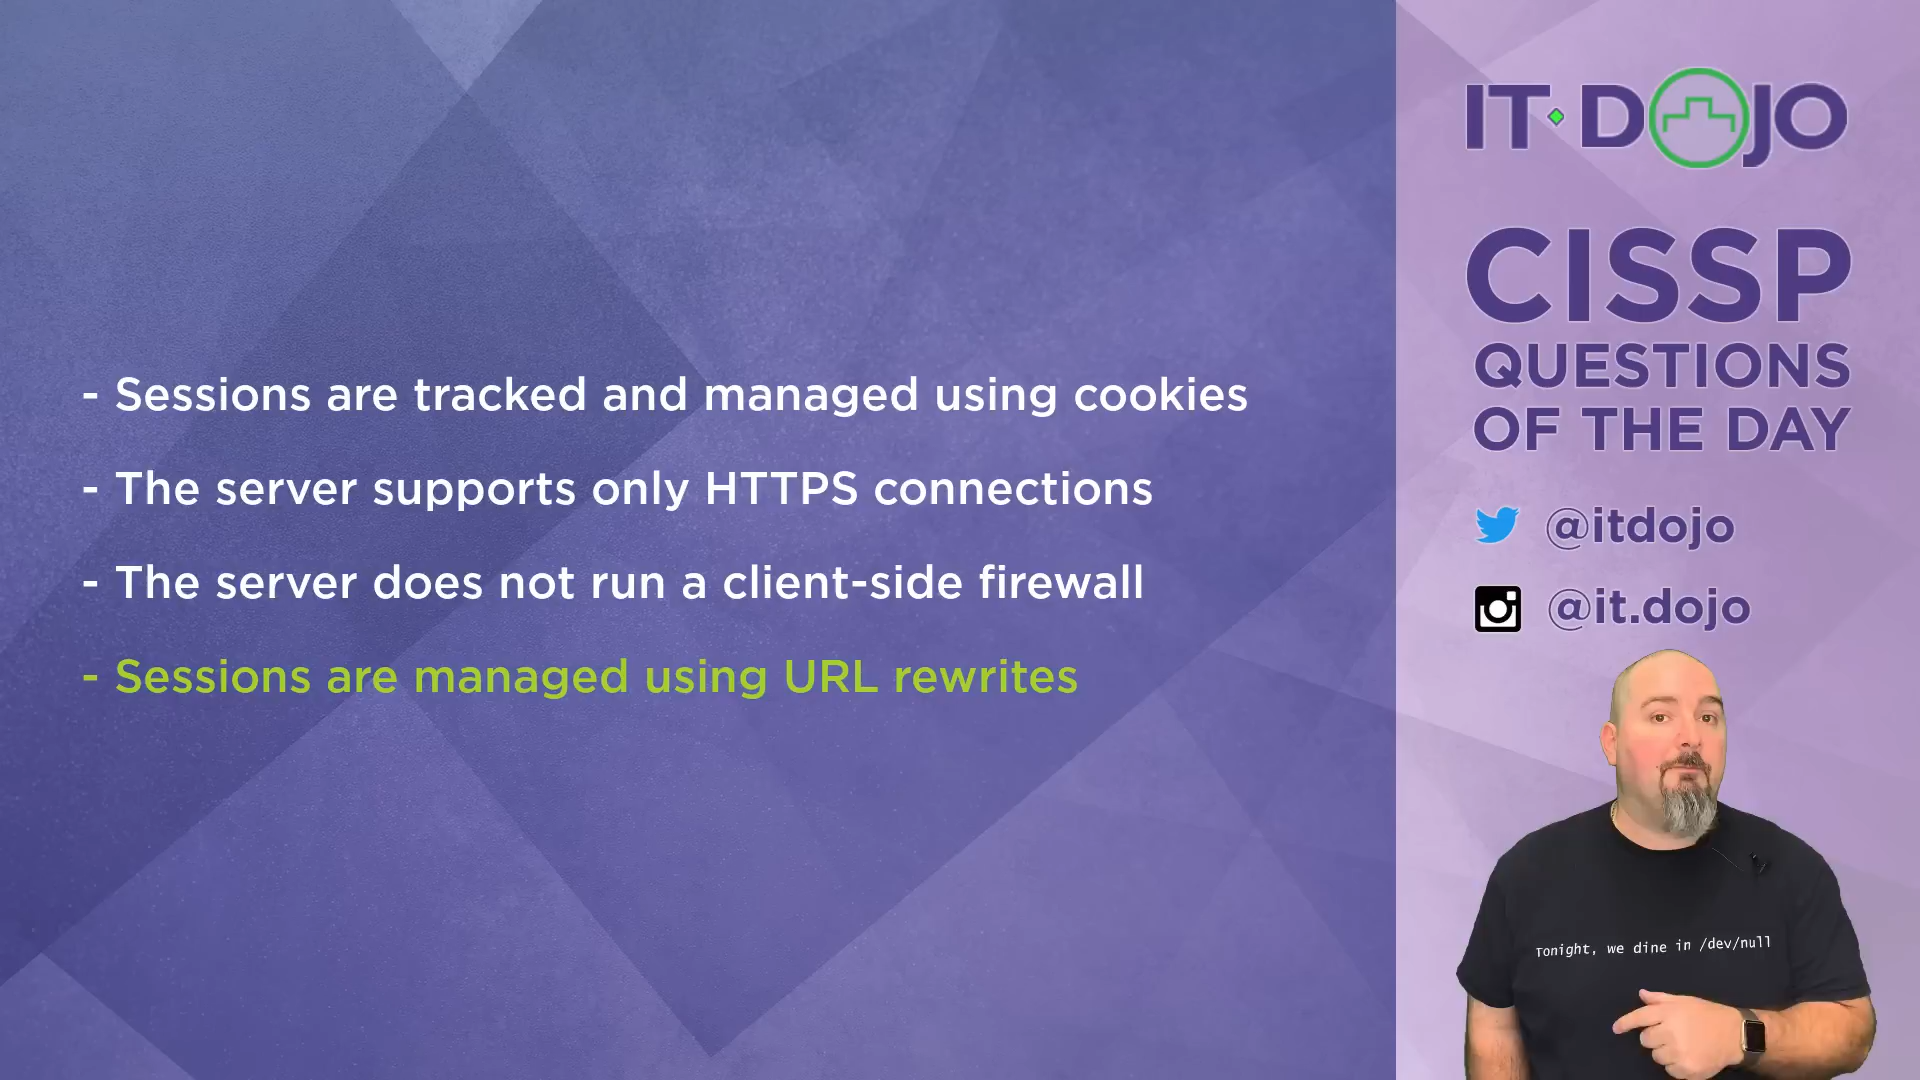 - Sessions are tracked and managed using cookies
- The server supports only HTTPS connections
- The server does not run a client-side firewall
- Sessions are managed using URL rewrites
IT DOJO
CISSP
QUESTIONS
OF THE DAY
@itdojo
@it.dojo
Tonight, we dine in /dev/null